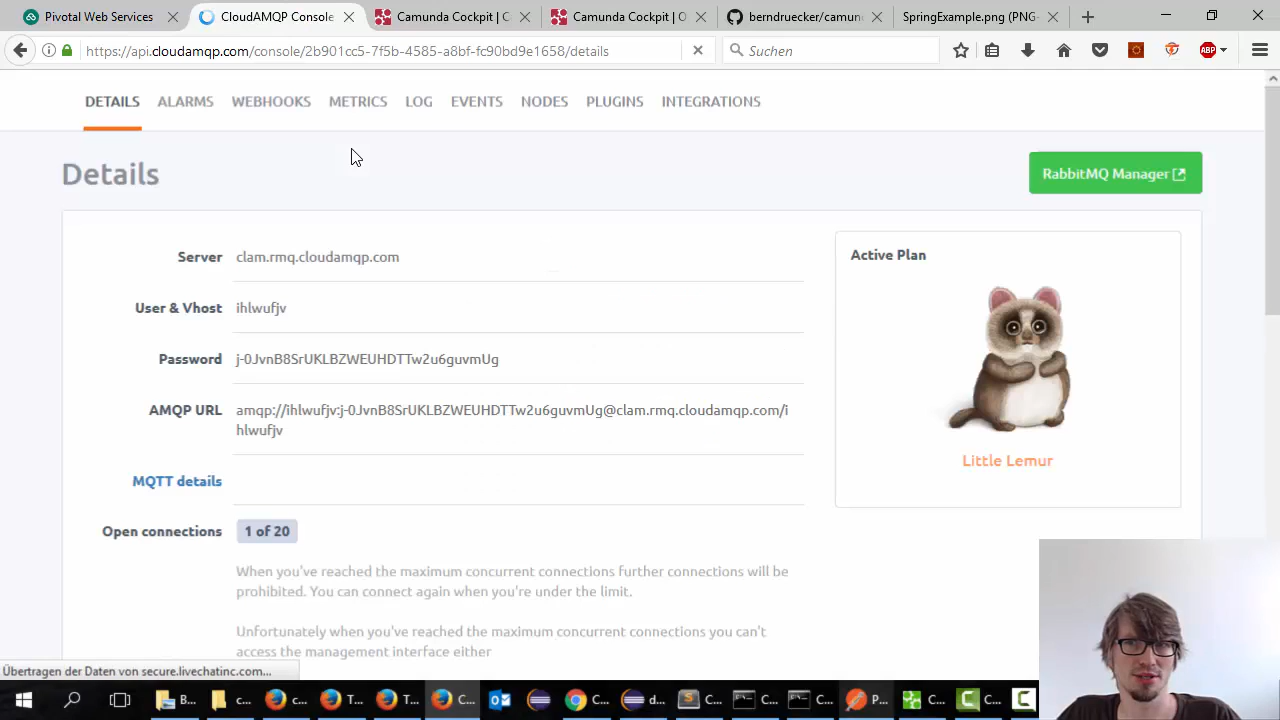 Pivotal Web Services
CloudAMQP Console
Camunda Cockpit | C
Camunda Cockpit | O
berndruecker/camun
SpringExample.png (PNG
https://api.cloudamqp.com/console/2b901cc5-7f5b-4585-a8bf-fc90bd9e1658/details
Suchen
ABP
DETAILS ALARMS WEBHOOKS METRICS LOG EVENTS NODES PLUGINS INTEGRATIONS
Details
RabbitMQ Manager
Server clam.rmq.cloudamqp.com
Active Plan
User & Vhost ihlwufjv
Password j-0JvnB8SrUKLBZWEUHDTTw2u6guvmUg
AMQP URL amqp://ihlwufjv:j-0JvnB8SrUKLBZWEUHDTTw2u6guvmUg@clam.rmq.cloudamqp.com/i
hlwufjv
Little Lemur
MQTT details
Open connections 1 of 20
When you've reached the maximum concurrent connections further connections will be
prohibited. You can connect again when you're under the limit.
Unfortunately when you've reached the maximum concurrent connections you can't
access the management interface either
Übertragen der Daten von secure.livechatinc.com...
B... c... c... T... T... C... C... d... C... C... C... P... C... C...